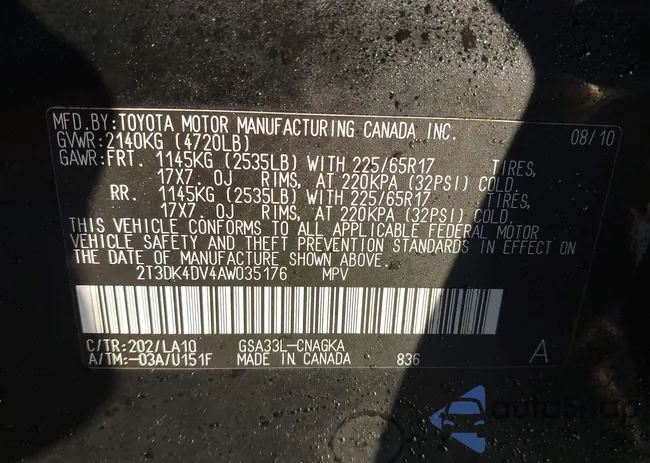 MFD.BY:TOYOTA MOTOR MANUFACTURING CANADA INC. 08/10
GVWR:2140KG (4720LB)
GAWR:FRT. 1145KG (2535LB) WITH 225/65R17 TIRES,
17X7.0J RIMS, AT 220KPA (32PSI) COLD.
RR. 1145KG (2535LB) WITH 225/65R17 TIRES,
17X7.0J RIMS, AT 220KPA (32PSI) COLD.
THIS VEHICLE CONFORMS TO ALL APPLICABLE FEDERAL MOTOR
VEHICLE SAFETY AND THEFT PREVENTION STANDARDS IN EFFECT ON
THE DATE OF MANUFACTURE SHOWN ABOVE.
2T3DK4DV4AW035176 MPV
C/TR:202/LA10 GSA33L-CNAGKA
A/TM:-03A/U151F MADE IN CANADA 836 A
autosnap